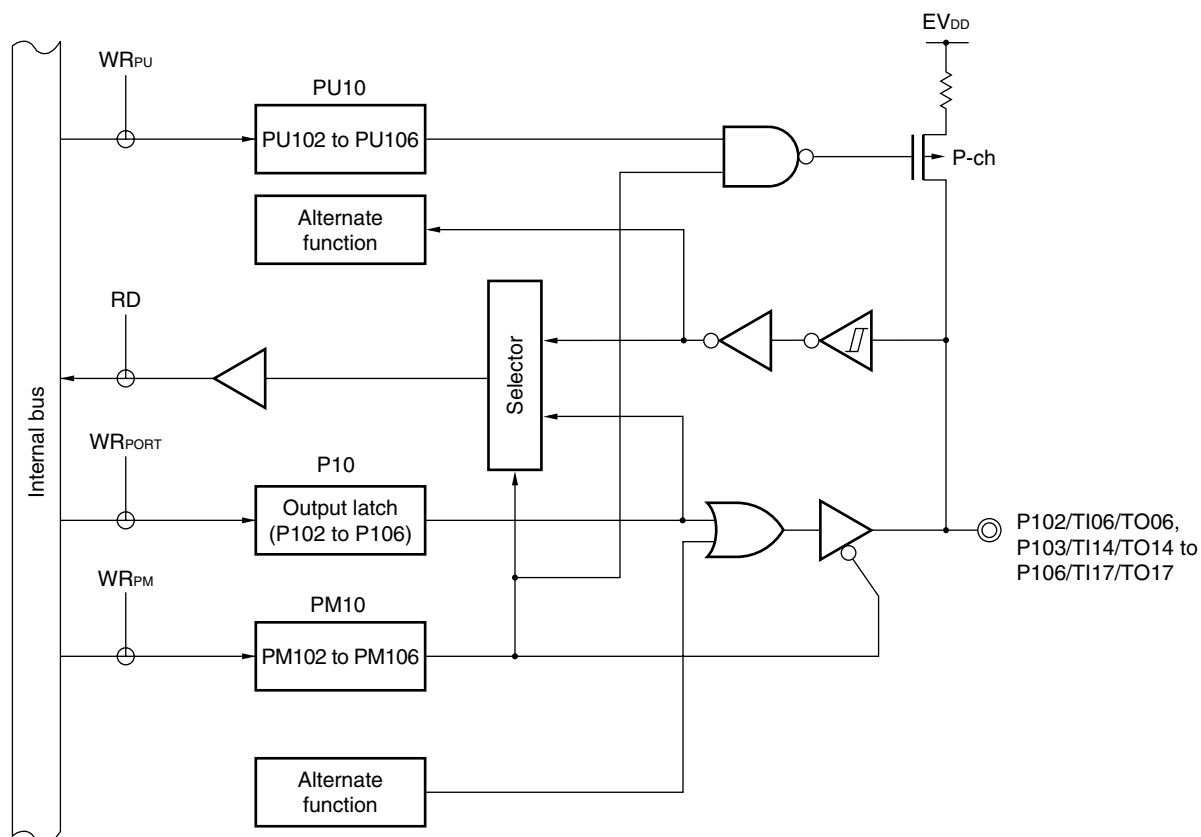 EVDD
WRPU
PU10
PU102 to PU106
P-ch
Alternate
function
RD
Selector
Internal bus
WRPORT
P10
Output latch
(P102 to P106)
P102/TI06/TO06,
P103/TI14/TO14 to
P106/TI17/TO17
WRPM
PM10
PM102 to PM106
Alternate
function